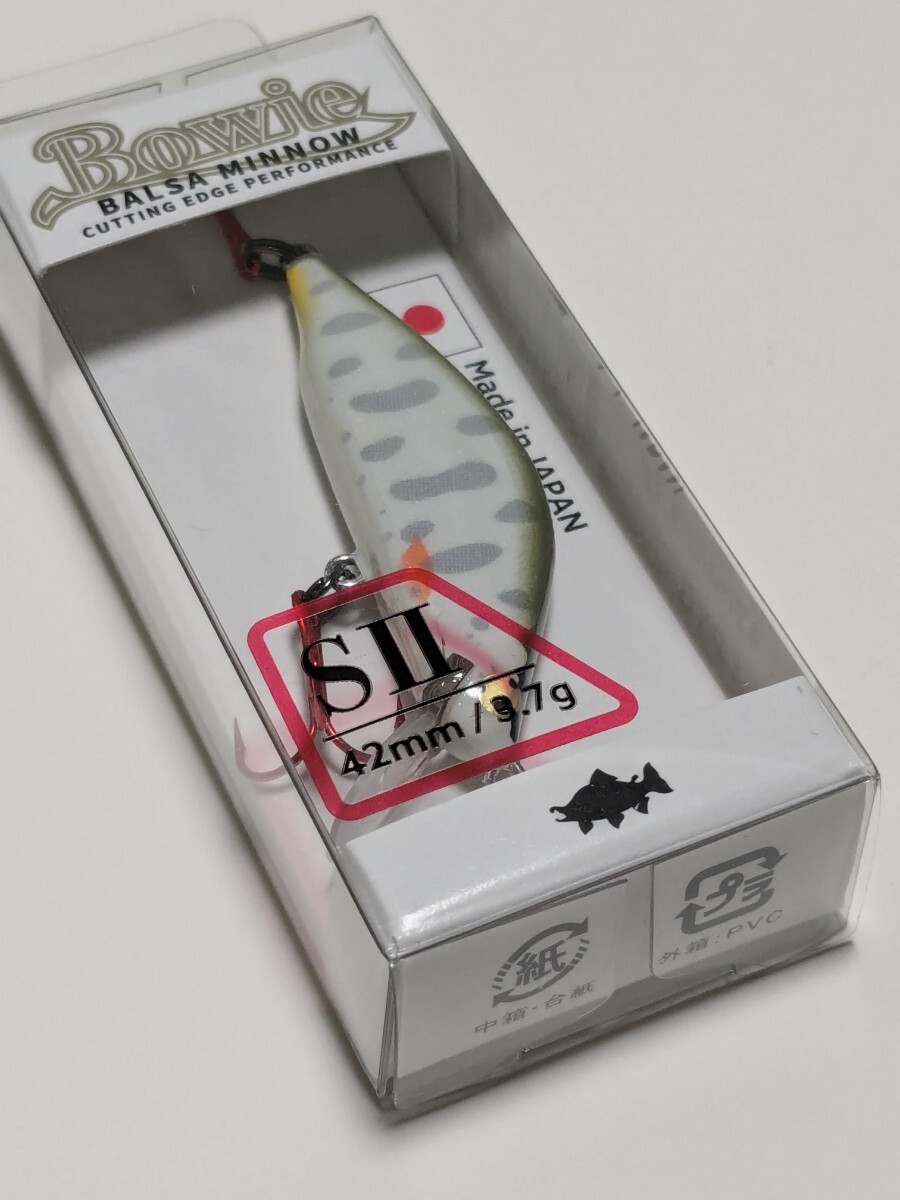 Bowie
BALSA MINNOW
CUTTING EDGE PERFORMANCE
Made in JAPAN
SII
42mm / 3.7g
プラ
外箱:PVC
紙
中箱・台紙